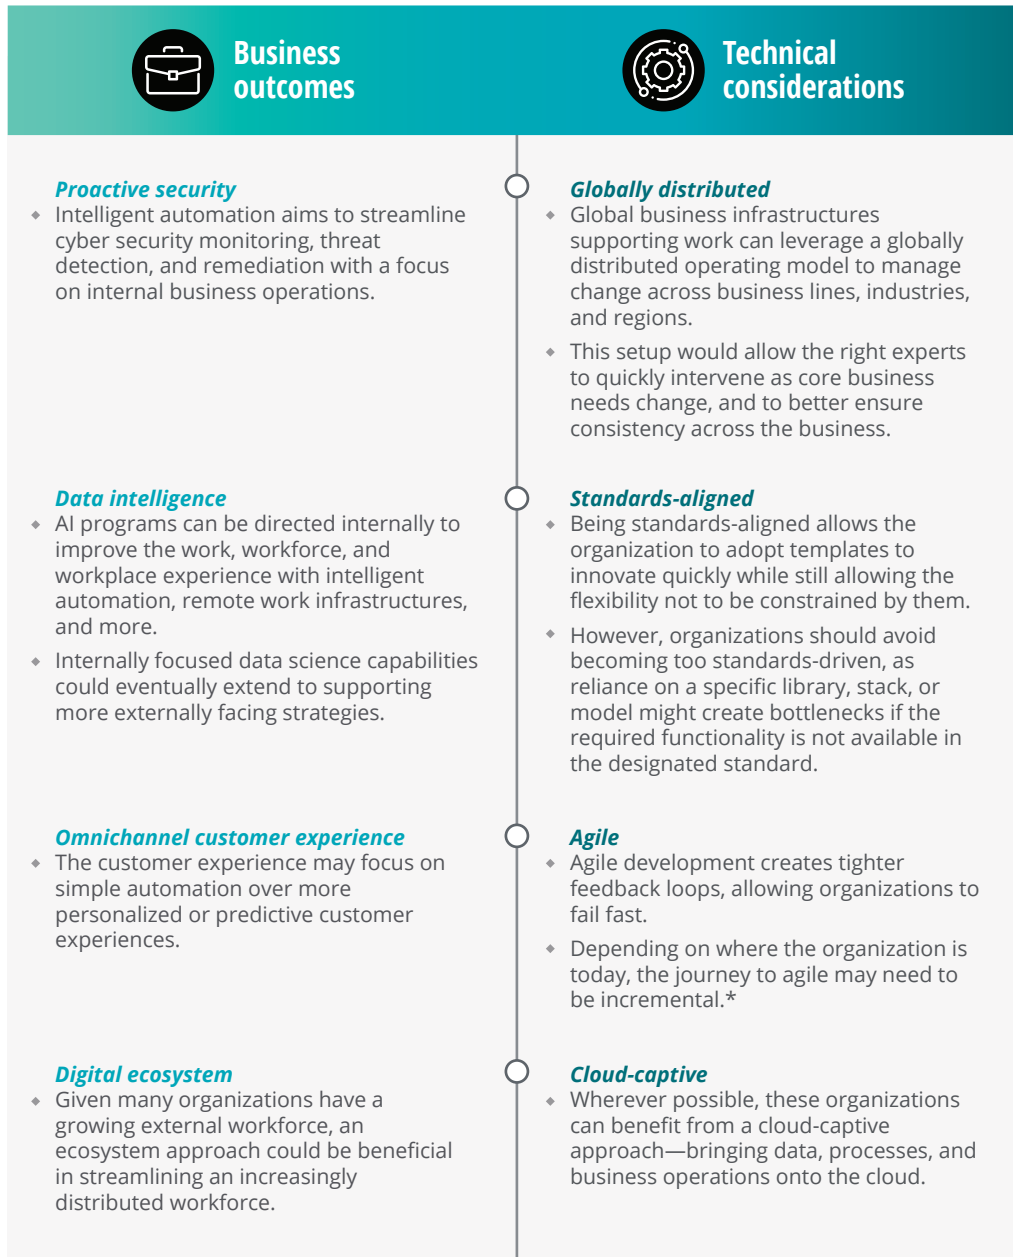 Business
outcomes
Technical
considerations
Proactive security
Intelligent automation aims to streamline
cyber security monitoring, threat
detection, and remediation with a focus
on internal business operations.
Globally distributed
Global business infrastructures
supporting work can leverage a globally
distributed operating model to manage
change across business lines, industries,
and regions.
This setup would allow the right experts
to quickly intervene as core business
needs change, and to better ensure
consistency across the business.
Data intelligence
AI programs can be directed internally to
improve the work, workforce, and
workplace experience with intelligent
automation, remote work infrastructures,
and more.
Internally focused data science capabilities
could eventually extend to supporting
more externally facing strategies.
Standards-aligned
Being standards-aligned allows the
organization to adopt templates to
innovate quickly while still allowing the
flexibility not to be constrained by them.
However, organizations should avoid
becoming too standards-driven, as
reliance on a specific library, stack, or
model might create bottlenecks if the
required functionality is not available in
the designated standard.
Omnichannel customer experience
The customer experience may focus on
simple automation over more
personalized or predictive customer
experiences.
Agile
Agile development creates tighter
feedback loops, allowing organizations to
fail fast.
Depending on where the organization is
today, the journey to agile may need to
be incremental.*
Digital ecosystem
Given many organizations have a
growing external workforce, an
ecosystem approach could be beneficial
in streamlining an increasingly
distributed workforce.
Cloud-captive
Wherever possible, these organizations
can benefit from a cloud-captive
approach—bringing data, processes, and
business operations onto the cloud.